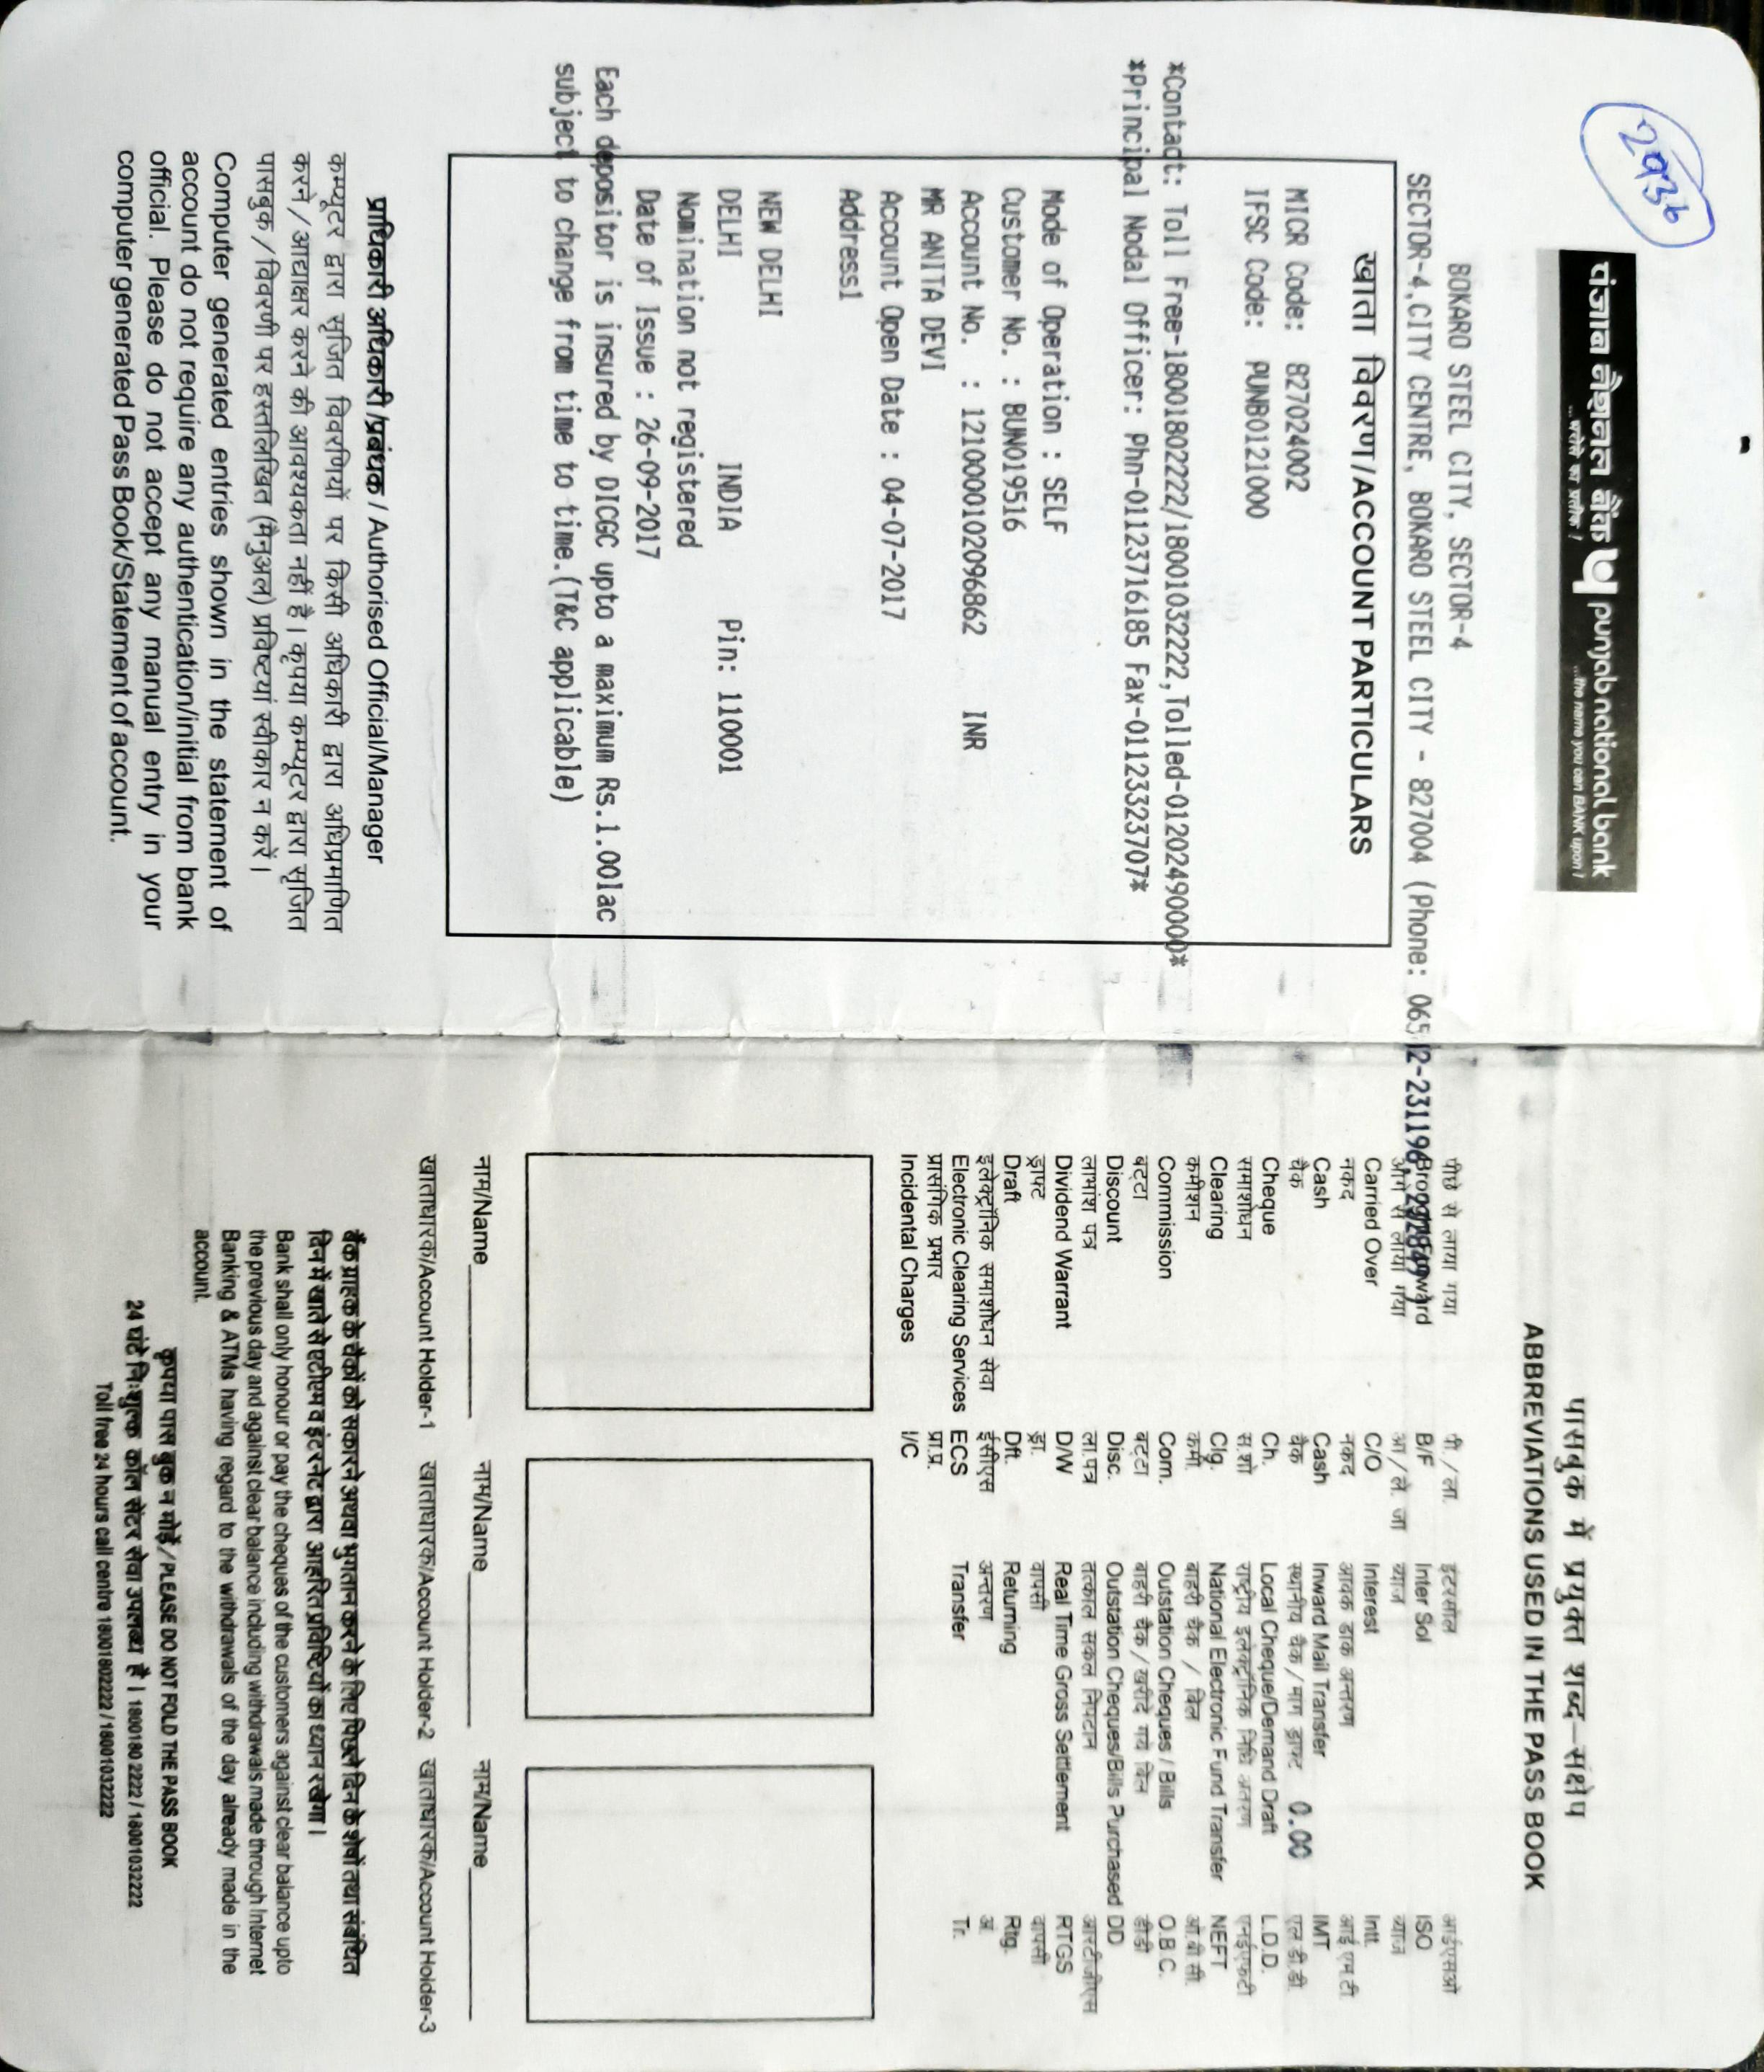 2936
पंजाब नैशनल बैंक punjab national bank
...भरोसे का प्रतीक ! ...the name you can BANK upon !
BOKARO STEEL CITY, SECTOR-4
SECTOR-4,CITY CENTRE, BOKARO STEEL CITY - 827004 (Phone: 06542-231196, 232849 )
खाता विवरण/ACCOUNT PARTICULARS
MICR Code: 827024002
IFSC Code: PUNB0121000
*Contact: Toll Free-18001802222/18001032222,Tolled-01202490000*
*Principal Nodal Officer: Phn-01123716185 Fax-01123323707*
Mode of Operation : SELF
Customer No. : BUN019516
Account No. : 1210000102096862 INR
MR ANITA DEVI
Account Open Date : 04-07-2017
Address1
NEW DELHI
DELHI INDIA Pin: 110001
Nomination not registered
Date of Issue : 26-09-2017
Each depositor is insured by DICGC upto a maximum Rs.1.00lac
subject to change from time to time.(T&C applicable)
प्राधिकारी अधिकारी/प्रबंधक / Authorised Official/Manager
कम्प्यूटर द्वारा सृजित विवरणियों पर किसी अधिकारी द्वारा अधिप्रमाणित
करने / आद्याक्षर करने की आवश्यकता नहीं है। कृपया कम्प्यूटर द्वारा सृजित
पासबुक / विवरणी पर हस्तलिखित (मैनुअल) प्रविष्टियां स्वीकार न करें।
Computer generated entries shown in the statement of
account do not require any authentication/initial from bank
official. Please do not accept any manual entry in your
computer generated Pass Book/Statement of account.
पासबुक में प्रयुक्त शब्द-संक्षेप
ABBREVIATIONS USED IN THE PASS BOOK
पीछे से लाया गया पी. / ला. इंटरसोल आईएसओ
Brought Forward B/F Inter Sol ISO
आगे से लाया गया आ / ले. जा ब्याज ब्याज
Carried Over C/O Interest Intt.
नकद नकद आवक डाक अन्तरण आई.एम.टी
Cash Cash Inward Mail Transfer IMT
चैक चैक स्थानीय चैक / मांग ड्राफ्ट 0.00 एल.डी.डी.
Cheque Ch. Local Cheque/Demand Draft L.D.D.
समाशोधन स.शो राष्ट्रीय इलेक्ट्रॉनिक निधि अंतरण एनईएफटी
Clearing Clg. National Electronic Fund Transfer NEFT
कमीशन कमी. बाहरी चैक / बिल ओ.बी.सी.
Commission Com. Outstation Cheques / Bills O.B.C.
बट्टा बट्टा बाहरी चैक / खरीदे गये बिल डीडी
Discount Disc. Outstation Cheques/Bills Purchased DD
लाभांश पत्र ला.पत्र तत्काल सकल निपटान आरटीजीएस
Dividend Warrant D/W Real Time Gross Settlement RTGS
ड्राफ्ट ड्रा. वापसी वापसी
Draft Dft. Returning Rtg.
इलेक्ट्रॉनिक समाशोधन सेवा ईसीएस अन्तरण अं.
Electronic Clearing Services ECS Transfer Tr.
प्रासंगिक प्रभार प्रा.प्र.
Incidental Charges I/C
नाम/Name नाम/Name नाम/Name
खाताधारक/Account Holder-1 खाताधारक/Account Holder-2 खाताधारक/Account Holder-3
बैंक ग्राहक के चैकों को सकारने अथवा भुगतान करने के लिए पिछले दिन के शेषों तथा संबंधित
दिन में खाते से एटीएम व इंटरनेट द्वारा आहरित प्रविष्टियों का ध्यान रखेगा।
Bank shall only honour or pay the cheques of the customers against clear balance upto
the previous day and against clear balance including withdrawals made through Internet
Banking & ATMs having regard to the withdrawals of the day already made in the
account.
कृपया पास बुक न मोड़ें / PLEASE DO NOT FOLD THE PASS BOOK
24 घंटे निःशुल्क कॉल सेंटर सेवा उपलब्ध है। 1800180 2222 / 18001032222
Toll free 24 hours call centre 18001802222 / 18001032222